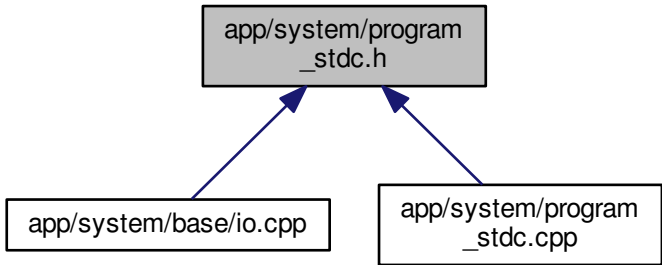 app/system/program
_stdc.h
app/system/base/io.cpp
app/system/program
_stdc.cpp